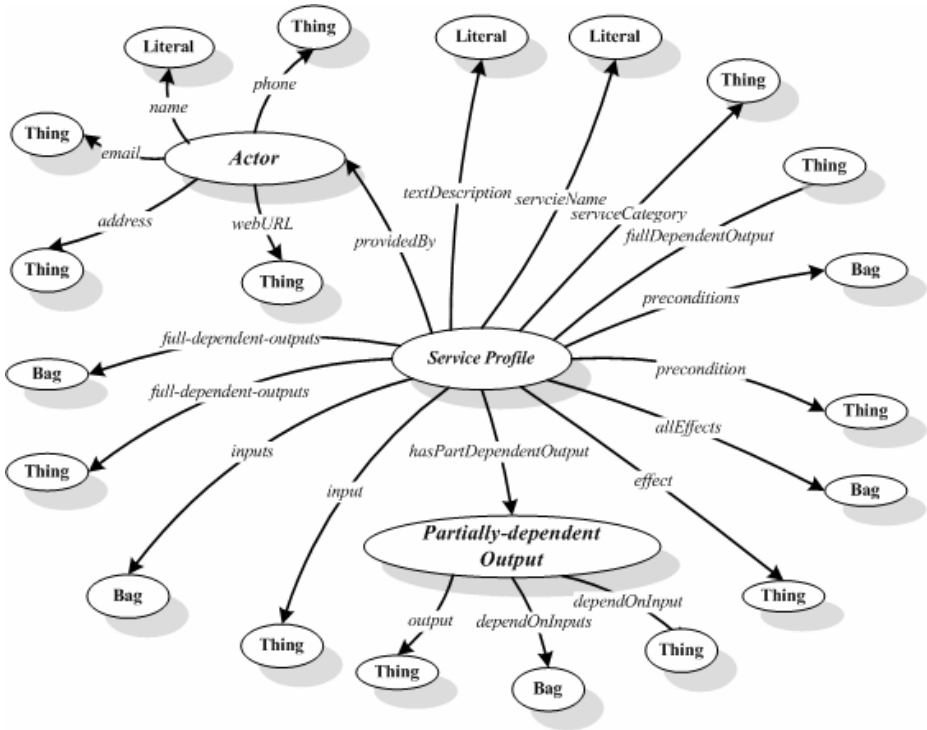 Thing
Literal
Literal
Literal
Thing
phone
name
Thing
email
Actor
Thing
textDescription
servcieName
serviceCategory
address
webURL
providedBy
fullDependentOutput
Thing
Thing
Bag
preconditions
full-dependent-outputs
Service Profile
Bag
precondition
full-dependent-outputs
Thing
allEffects
inputs
hasPartDependentOutput
Thing
input
effect
Bag
Partially-dependent
Output
Bag
Thing
dependOnInput
output
dependOnInputs
Thing
Thing
Thing
Bag